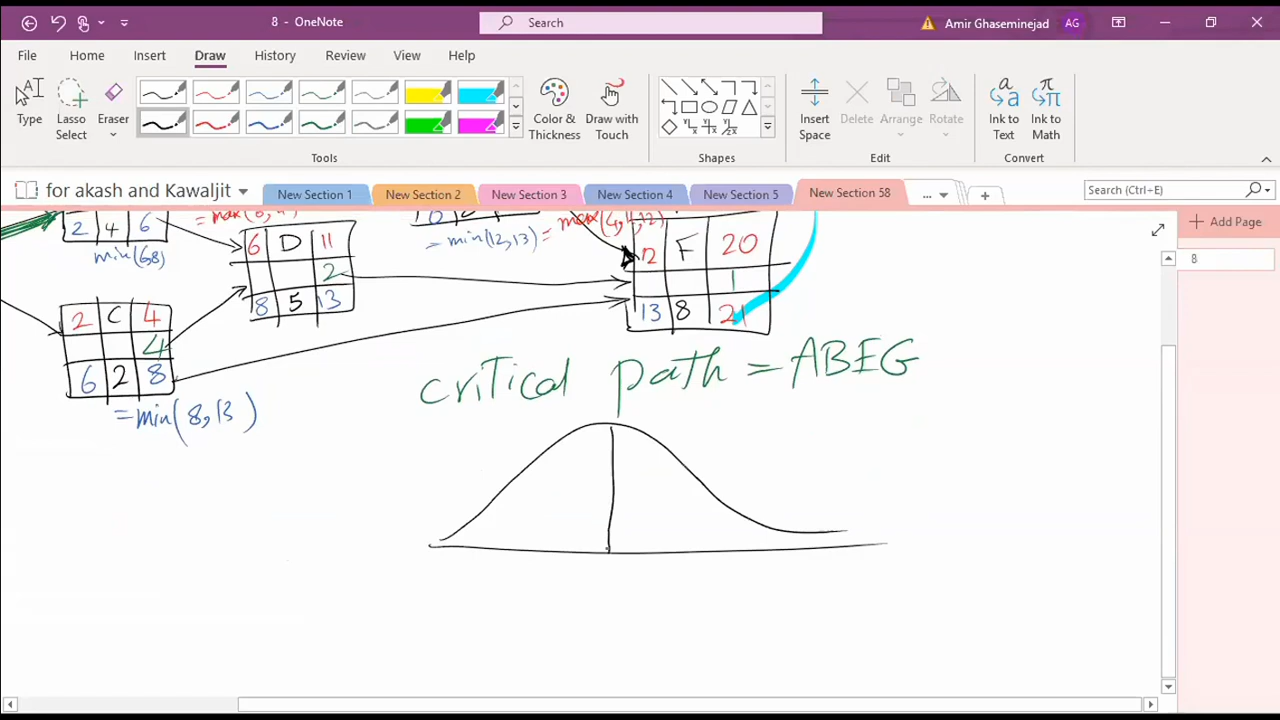 8 - OneNote
Search
Amir Ghaseminejad AG
File Home Insert Draw History Review View Help
Type
Lasso Select
Eraser
Color & Thickness
Draw with Touch
Insert Space
Delete
Arrange
Rotate
Ink to Text
Ink to Math
Tools
Shapes
Edit
Convert
for akash and Kawaljit
New Section 1 New Section 2 New Section 3 New Section 4 New Section 5 New Section 58 ...
Search (Ctrl+E)
Add Page
8
2 4 6
min(6,8)
= min(12,13)
6 D 11
2
8 5 13
12 F 20
1
13 8 21
2 C 4
4
6 2 8
= min(8,13)
critical path = ABEG